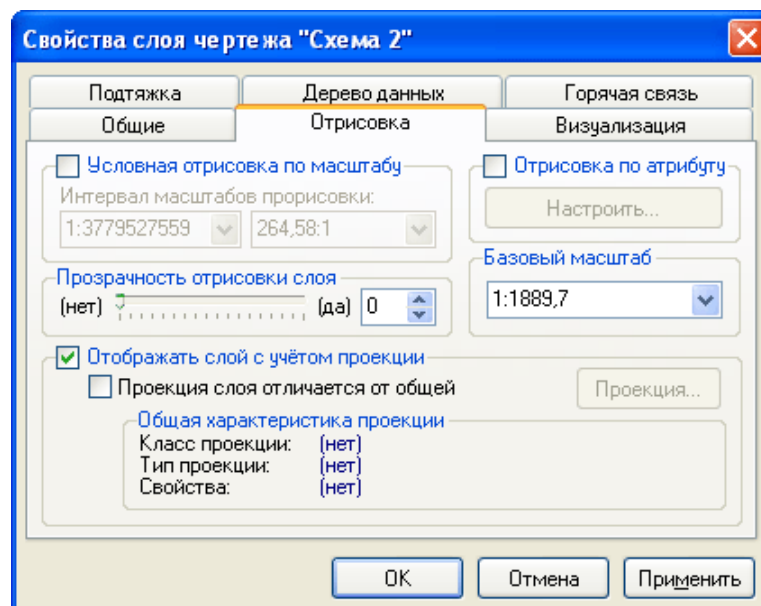 Свойства слоя чертежа "Схема 2"
Подтяжка Дерево данных Горячая связь
Общие Отрисовка Визуализация
Условная отрисовка по масштабу
Интервал масштабов прорисовки:
1:3779527559 264,58:1
Отрисовка по атрибуту
Настроить...
Прозрачность отрисовки слоя
(нет) (да) 0
Базовый масштаб
1:1889,7
Отображать слой с учётом проекции
Проекция слоя отличается от общей Проекция...
Общая характеристика проекции
Класс проекции: (нет)
Тип проекции: (нет)
Свойства: (нет)
OK Отмена Применить